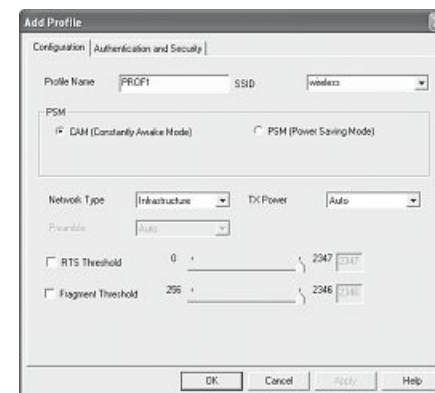 Add Profile
Configuration Authentication and Security
Profile Name PROF1 SSID wireless
PSM
CAM (Constantly Awake Mode) PSM (Power Saving Mode)
Network Type Infrastructure TX Power Auto
Preamble Auto
RTS Threshold 0 2347 2347
Fragment Threshold 256 2346 2346
OK Cancel Apply Help